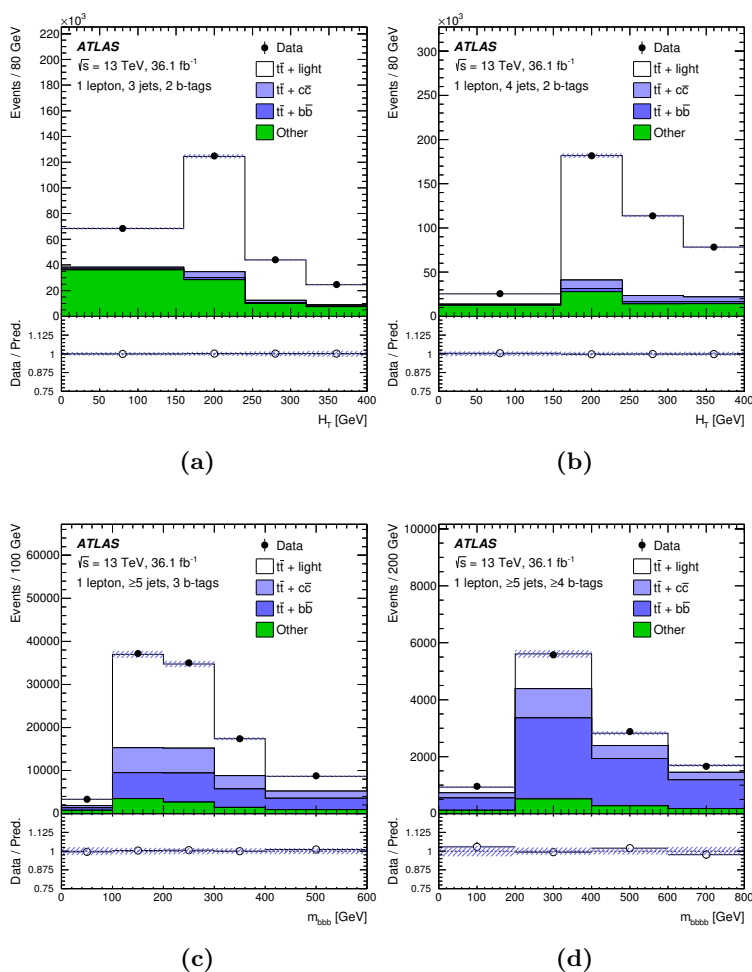 ×10³
220
200
180
160
140
120
100
80
60
40
20
0
Events / 80 GeV
ATLAS
√s = 13 TeV, 36.1 fb⁻¹
1 lepton, 3 jets, 2 b-tags
Data
tt̄ + light
tt̄ + cc̄
tt̄ + bb̄
Other
Data / Pred.
1.125
1
0.875
0.75
0 50 100 150 200 250 300 350 400
H_T [GeV]
(a)
×10³
300
250
200
150
100
50
0
Events / 80 GeV
ATLAS
√s = 13 TeV, 36.1 fb⁻¹
1 lepton, 4 jets, 2 b-tags
Data
tt̄ + light
tt̄ + cc̄
tt̄ + bb̄
Other
Data / Pred.
1.125
1
0.875
0.75
0 50 100 150 200 250 300 350 400
H_T [GeV]
(b)
60000
50000
40000
30000
20000
10000
0
Events / 100 GeV
ATLAS
√s = 13 TeV, 36.1 fb⁻¹
1 lepton, ≥5 jets, 3 b-tags
Data
tt̄ + light
tt̄ + cc̄
tt̄ + bb̄
Other
Data / Pred.
1.125
1
0.875
0.75
0 100 200 300 400 500 600
m_bbb [GeV]
(c)
10000
8000
6000
4000
2000
0
Events / 200 GeV
ATLAS
√s = 13 TeV, 36.1 fb⁻¹
1 lepton, ≥5 jets, ≥4 b-tags
Data
tt̄ + light
tt̄ + cc̄
tt̄ + bb̄
Other
Data / Pred.
1.125
1
0.875
0.75
0 100 200 300 400 500 600 700 800
m_bbbb [GeV]
(d)